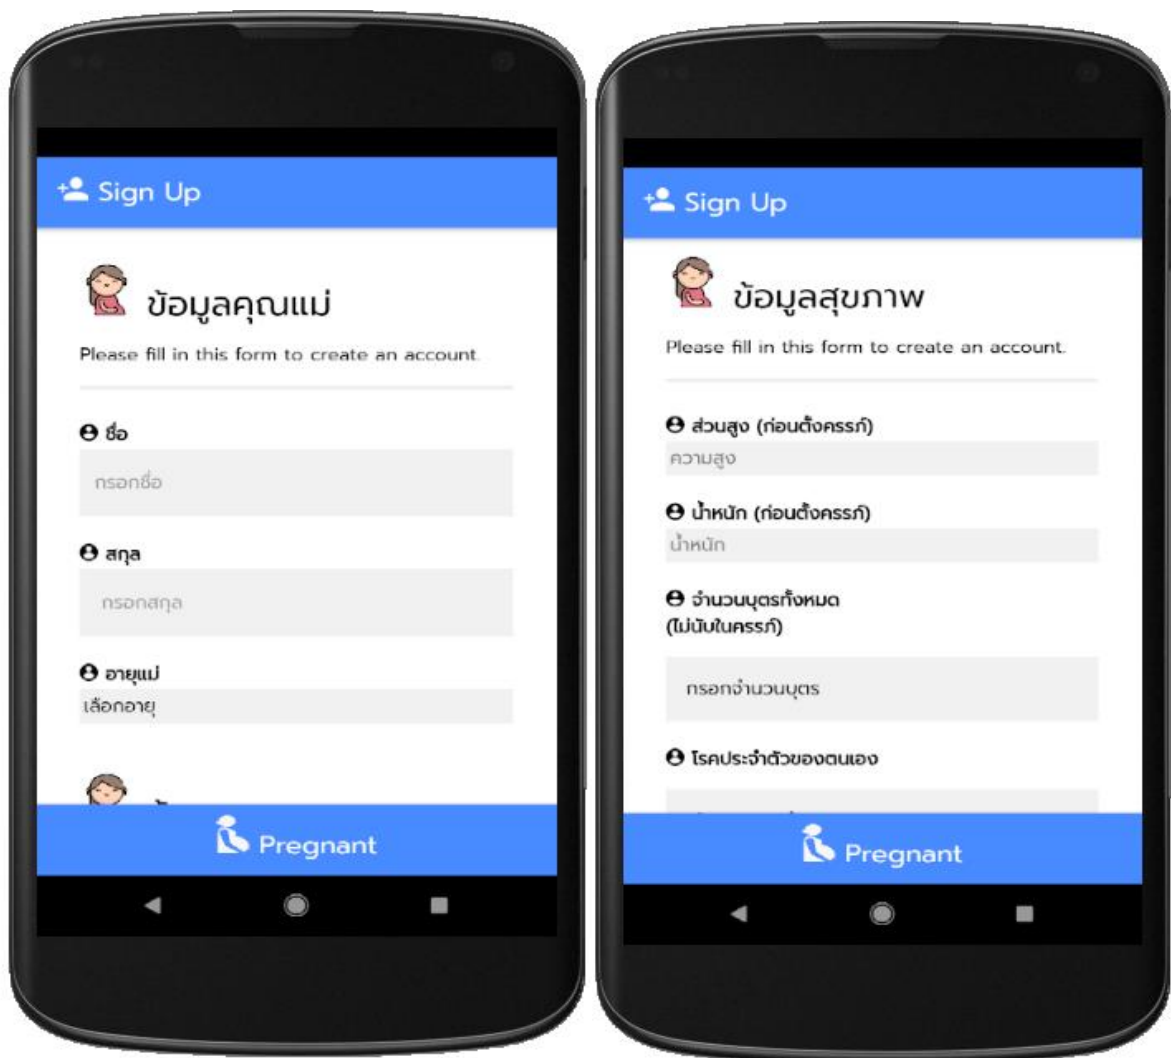 Sign Up
ข้อมูลคุณแม่
Please fill in this form to create an account.
ชื่อ
กรอกชื่อ
สกุล
กรอกสกุล
อายุแม่
เลือกอายุ
Pregnant
Sign Up
ข้อมูลสุขภาพ
Please fill in this form to create an account.
ส่วนสูง (ก่อนตั้งครรภ์)
ความสูง
น้ำหนัก (ก่อนตั้งครรภ์)
น้ำหนัก
จำนวนบุตรทั้งหมด
(ไม่นับในครรภ์)
กรอกจำนวนบุตร
โรคประจำตัวของตนเอง
Pregnant